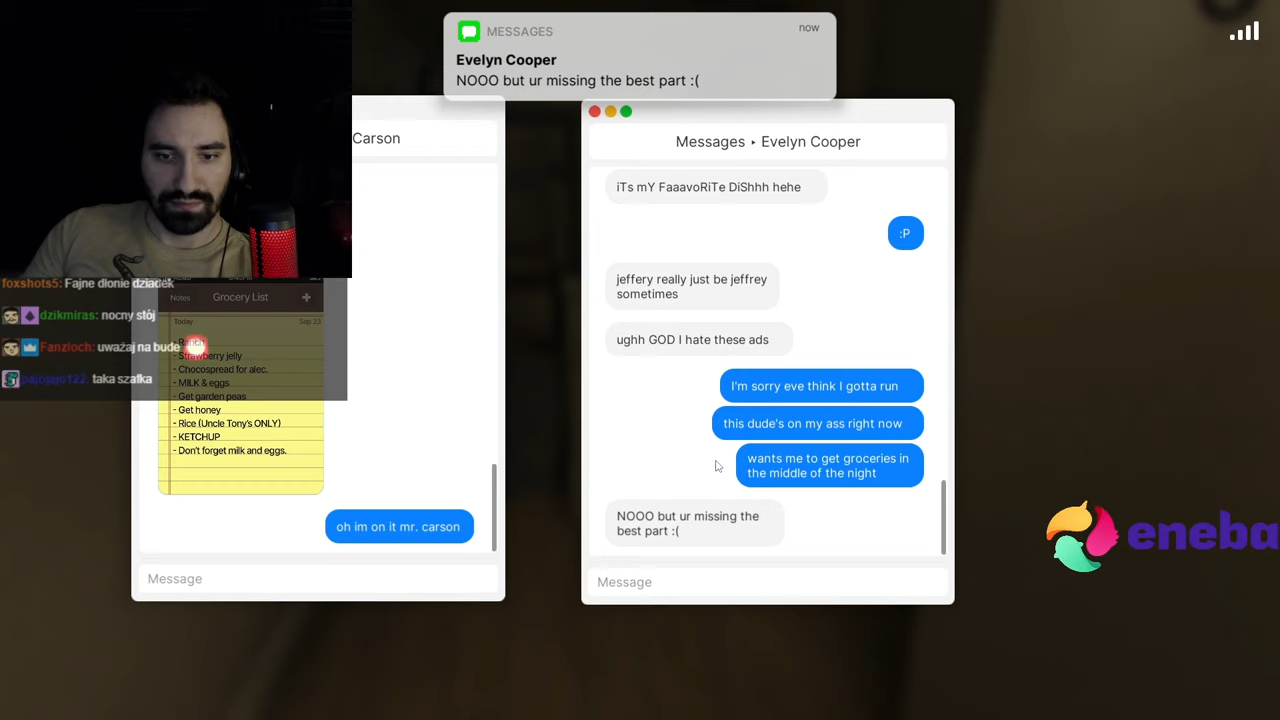 MESSAGES
now
Evelyn Cooper
NOOO but ur missing the best part :(
Carson
foxshots5: Fajne dłonie dziadek
dzikmiras: nocny stój
Fanzioch: uważaj na bude
taka szafka
Notes
Grocery List
+
Today
Sep 23
- Ranch
- Strawberry jelly
- Chocospread for alec.
- MILK & eggs
- Get garden peas
- Get honey
- Rice (Uncle Tony's ONLY)
- KETCHUP
- Don't forget milk and eggs.
oh im on it mr. carson
Message
Messages ‣ Evelyn Cooper
iTs mY FaaavoRiTe DiShhh hehe
:P
jeffery really just be jeffrey
sometimes
ughh GOD I hate these ads
I'm sorry eve think I gotta run
this dude's on my ass right now
wants me to get groceries in
the middle of the night
NOOO but ur missing the
best part :(
Message
eneba